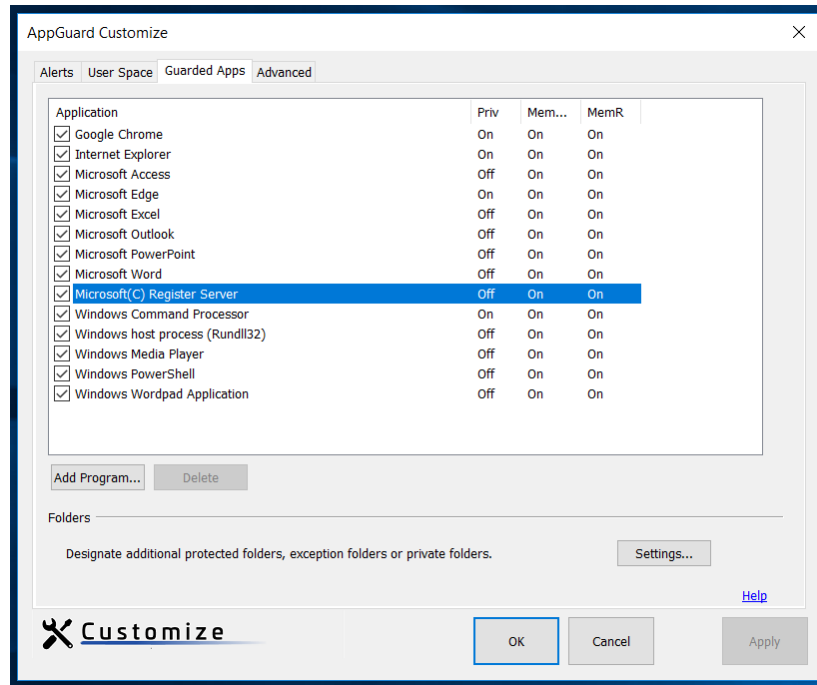 AppGuard Customize
Alerts User Space Guarded Apps Advanced
Application Priv Mem... MemR
Google Chrome On On On
Internet Explorer On On On
Microsoft Access Off On On
Microsoft Edge On On On
Microsoft Excel Off On On
Microsoft Outlook Off On On
Microsoft PowerPoint Off On On
Microsoft Word Off On On
Microsoft(C) Register Server Off On On
Windows Command Processor On On On
Windows host process (Rundll32) Off On On
Windows Media Player Off On On
Windows PowerShell Off On On
Windows Wordpad Application Off On On
Add Program... Delete
Folders
Designate additional protected folders, exception folders or private folders. Settings...
Help
Customize OK Cancel Apply